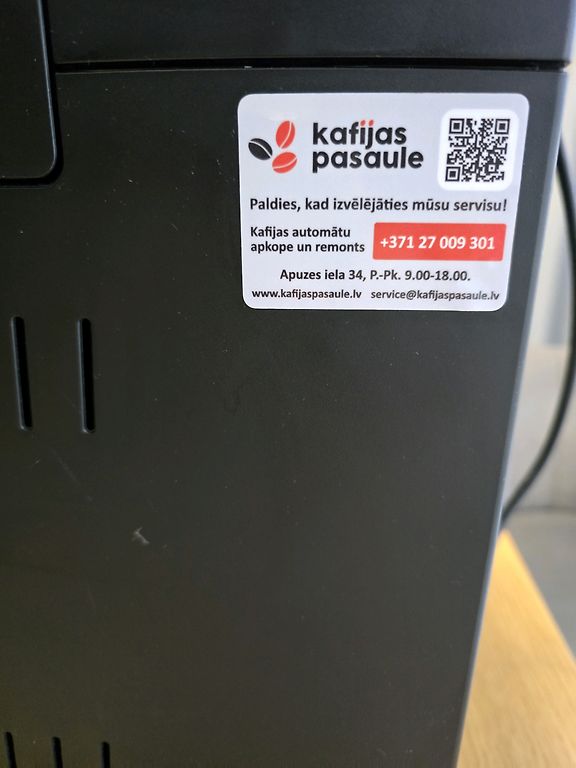 kafijas
pasaule
Paldies, kad izvēlējāties mūsu servisu!
Kafijas automātu
apkope un remonts
+371 27 009 301
Apuzes iela 34, P.-Pk. 9.00-18.00.
www.kafijaspasaule.lv service@kafijaspasaule.lv